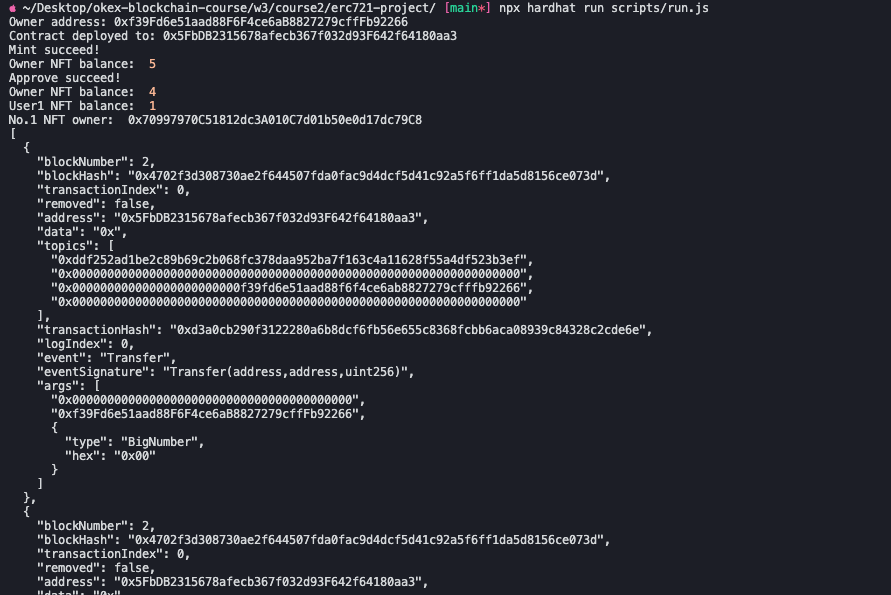 ~/Desktop/okex-blockchain-course/w3/course2/erc721-project/ [main*] npx hardhat run scripts/run.js
Owner address: 0xf39Fd6e51aad88F6F4ce6aB8827279cffFb92266
Contract deployed to: 0x5FbDB2315678afecb367f032d93F642f64180aa3
Mint succeed!
Owner NFT balance:  5
Approve succeed!
Owner NFT balance:  4
User1 NFT balance:  1
No.1 NFT owner:  0x70997970C51812dc3A010C7d01b50e0d17dc79C8
[
  {
    "blockNumber": 2,
    "blockHash": "0x4702f3d308730ae2f644507fda0fac9d4dcf5d41c92a5f6ff1da5d8156ce073d",
    "transactionIndex": 0,
    "removed": false,
    "address": "0x5FbDB2315678afecb367f032d93F642f64180aa3",
    "data": "0x",
    "topics": [
      "0xddf252ad1be2c89b69c2b068fc378daa952ba7f163c4a11628f55a4df523b3ef",
      "0x0000000000000000000000000000000000000000000000000000000000000000",
      "0x000000000000000000000000f39fd6e51aad88f6f4ce6ab8827279cfffb92266",
      "0x0000000000000000000000000000000000000000000000000000000000000000"
    ],
    "transactionHash": "0xd3a0cb290f3122280a6b8dcf6fb56e655c8368fcbb6aca08939c84328c2cde6e",
    "logIndex": 0,
    "event": "Transfer",
    "eventSignature": "Transfer(address,address,uint256)",
    "args": [
      "0x0000000000000000000000000000000000000000",
      "0xf39Fd6e51aad88F6F4ce6aB8827279cffFb92266",
      {
        "type": "BigNumber",
        "hex": "0x00"
      }
    ]
  },
  {
    "blockNumber": 2,
    "blockHash": "0x4702f3d308730ae2f644507fda0fac9d4dcf5d41c92a5f6ff1da5d8156ce073d",
    "transactionIndex": 0,
    "removed": false,
    "address": "0x5FbDB2315678afecb367f032d93F642f64180aa3",
    "data": "0x"